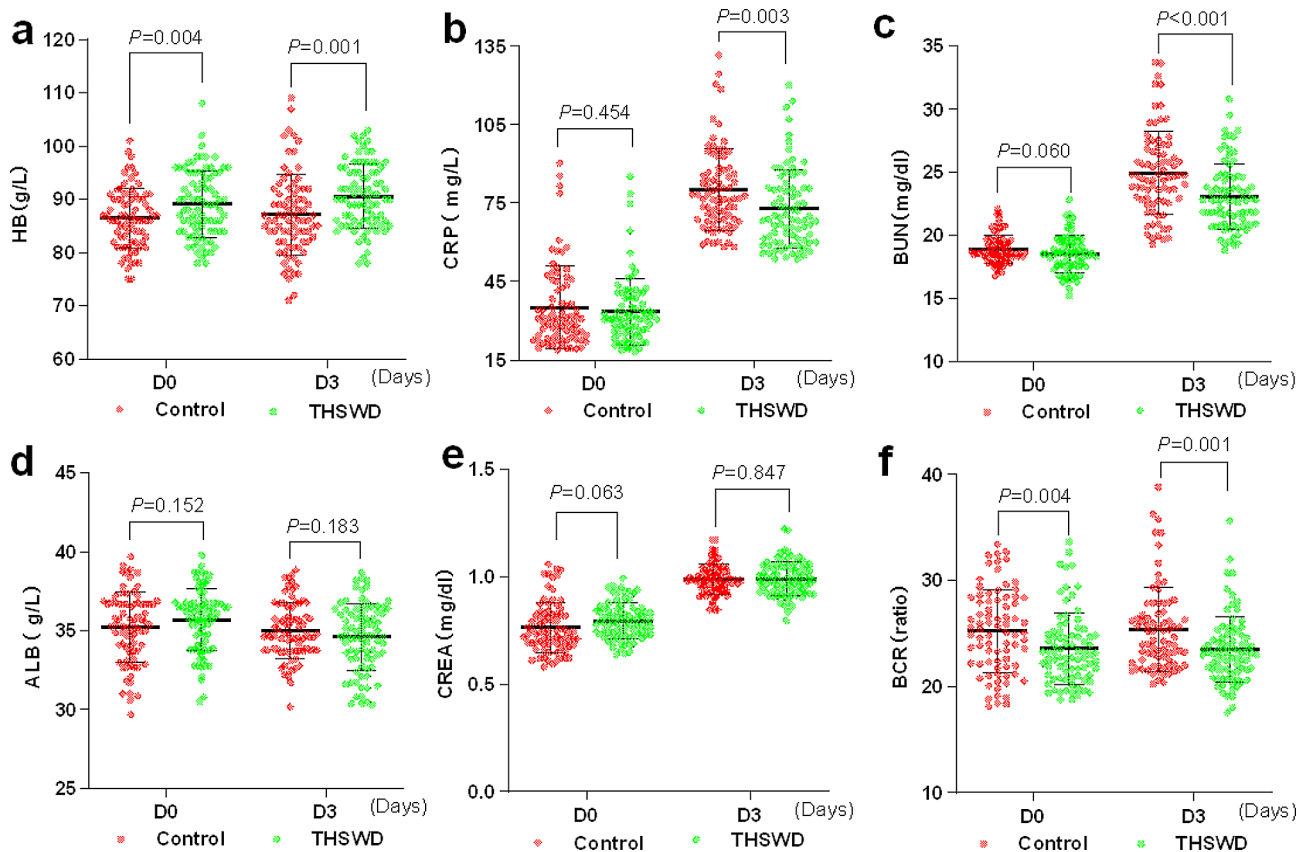 a
HB(g/L)
120
110
100
90
80
70
60
P=0.004
P=0.001
D0
D3
(Days)
Control
THSWD
b
CRP( mg/L)
135
105
75
45
15
P=0.454
P=0.003
D0
D3
(Days)
Control
THSWD
c
BUN(mg/dl)
35
30
25
20
15
10
P=0.060
P<0.001
D0
D3
(Days)
Control
THSWD
d
ALB( g/L)
45
40
35
30
25
P=0.152
P=0.183
D0
D3
(Days)
Control
THSWD
e
CREA(mg/dl)
1.5
1.0
0.5
0.0
P=0.063
P=0.847
D0
D3
(Days)
Control
THSWD
f
BCR(ratio)
40
30
20
10
P=0.004
P=0.001
D0
D3
(Days)
Control
THSWD